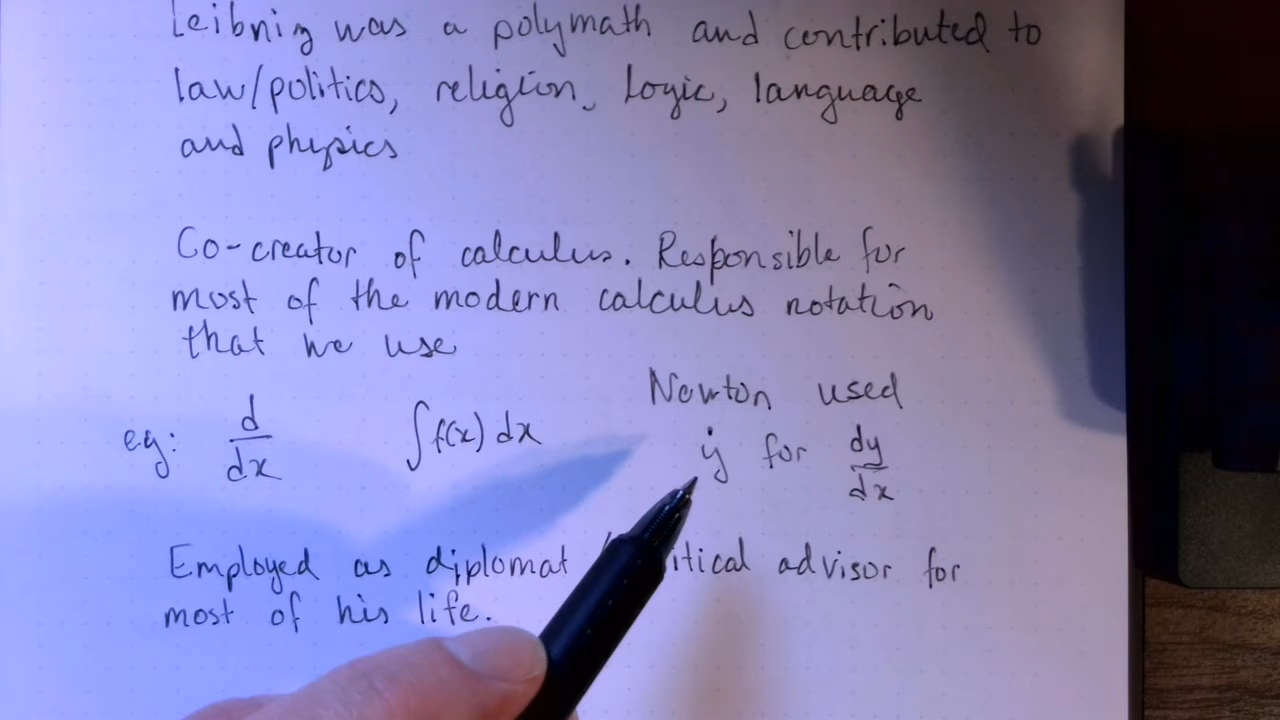 Leibniz was a polymath and contributed to
law/politics, religion, logic, language
and physics
Co-creator of calculus. Responsible for
most of the modern calculus notation
that we use
Newton used
eg: d/dx ∫f(x) dx ẏ for dy/dx
Employed as diplomat / advisor for
most of his life.